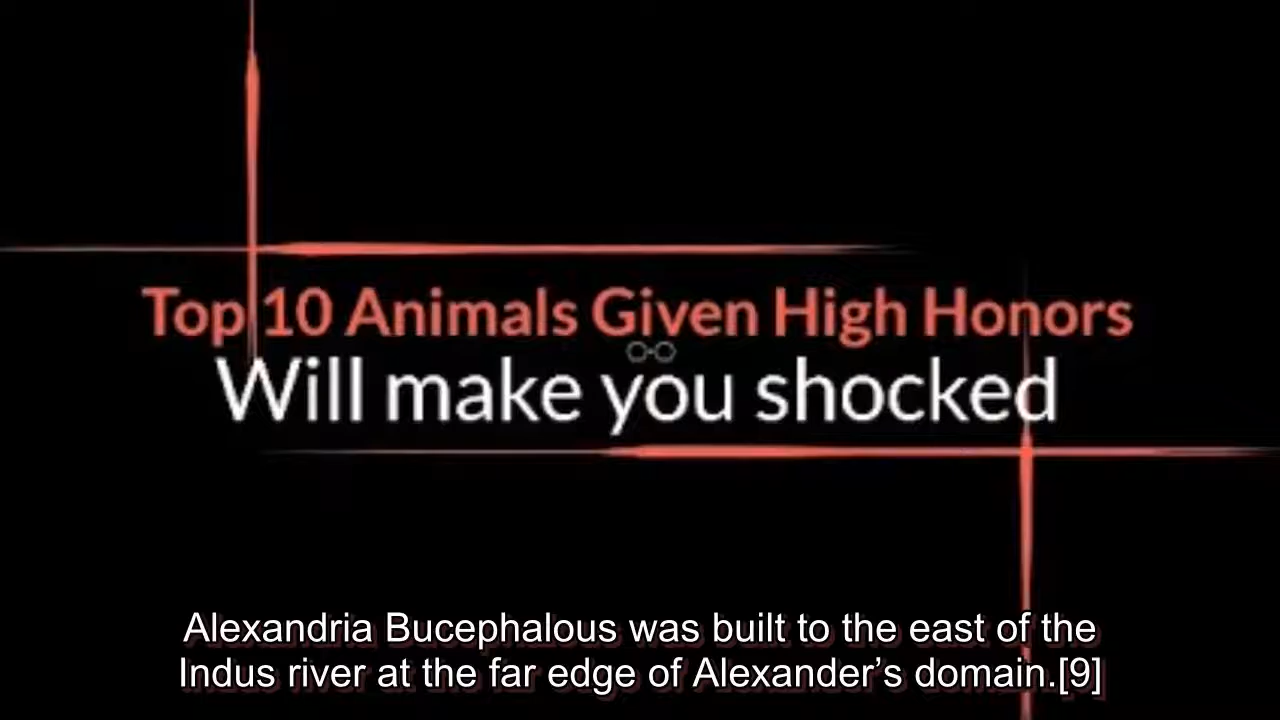 Top 10 Animals Given High Honors
Will make you shocked
Alexandria Bucephalous was built to the east of the
Indus river at the far edge of Alexander’s domain.[9]